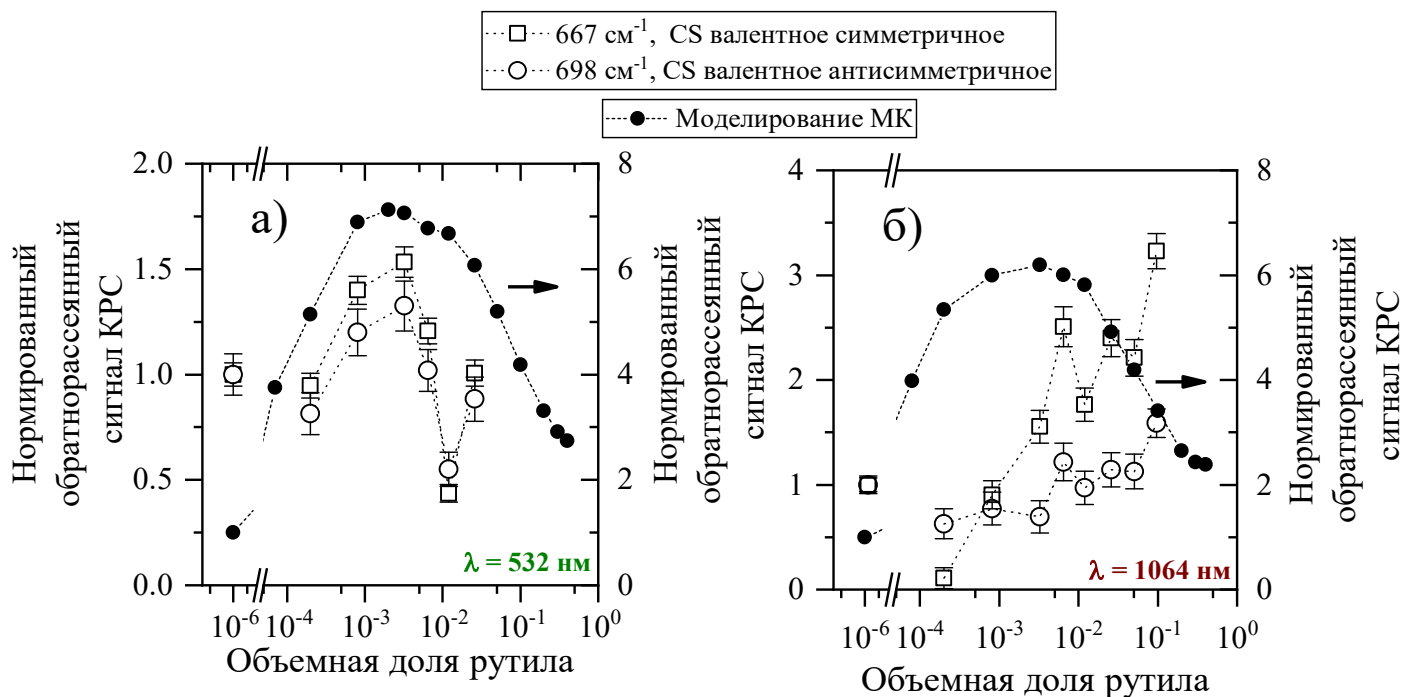 667 см⁻¹, CS валентное симметричное
698 см⁻¹, CS валентное антисимметричное
Моделирование МК
а)
2.0
1.5
1.0
0.5
0.0
8
6
4
2
0
Нормированный
обратнорассеянный
сигнал КРС
Нормированный
обратнорассеянный
сигнал КРС
λ = 532 нм
10⁻⁶ 10⁻⁴ 10⁻³ 10⁻² 10⁻¹ 10⁰
Объемная доля рутила
б)
4
3
2
1
0
8
6
4
2
0
Нормированный
обратнорассеянный
сигнал КРС
λ = 1064 нм
10⁻⁶ 10⁻⁴ 10⁻³ 10⁻² 10⁻¹ 10⁰
Объемная доля рутила